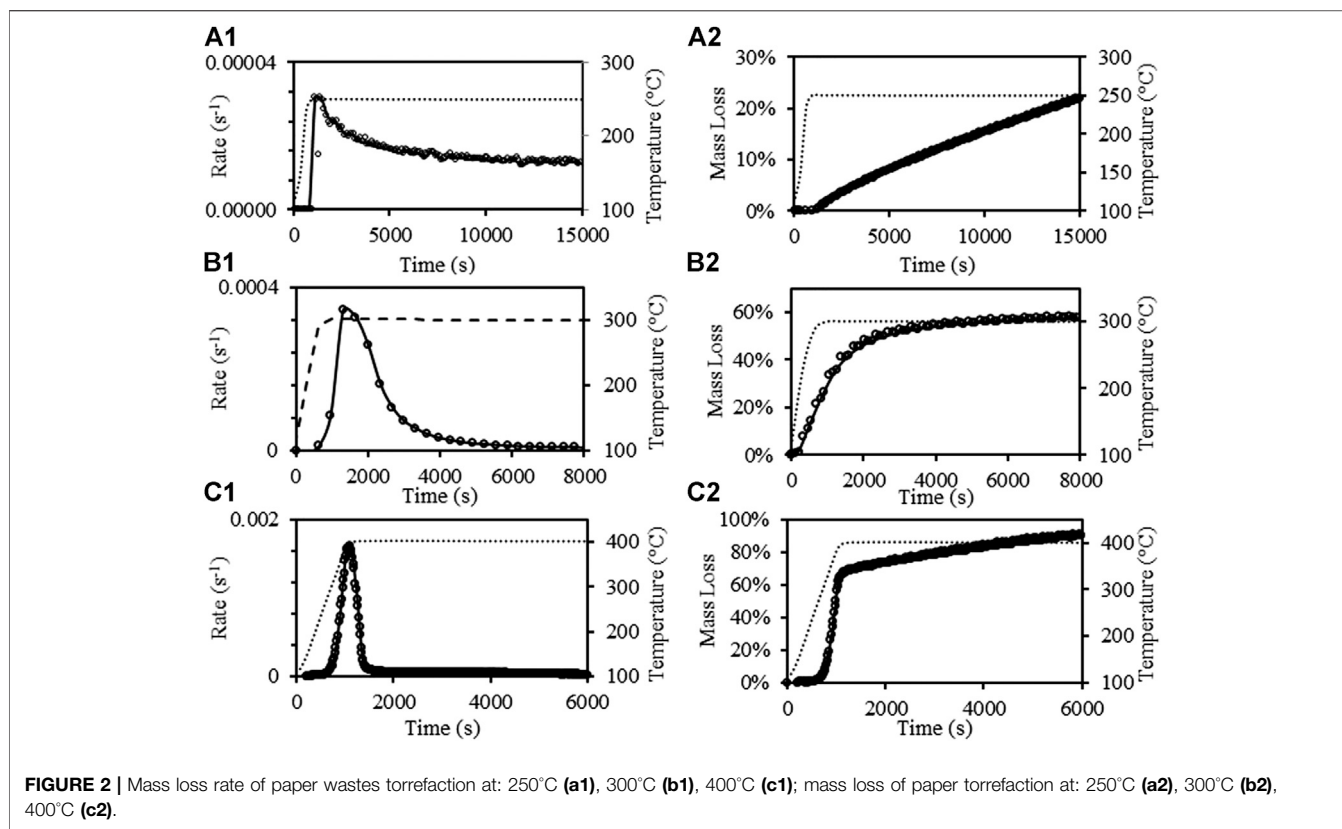 A1
A2
0.00004
0.00000
Rate (s-1)
300
200
100
Temperature (°C)
0 5000 10000 15000
Time (s)
30%
20%
10%
0%
Mass Loss
300
250
200
150
100
Temperature (°C)
0 5000 10000 15000
Time (s)
B1
B2
0.0004
0
Rate (s-1)
300
200
100
Temperature (°C)
0 2000 4000 6000 8000
Time (s)
60%
40%
20%
0%
Mass Loss
300
200
100
Temperature (°C)
0 2000 4000 6000 8000
Time (s)
C1
C2
0.002
0
Rate (s-1)
400
300
200
100
Temperature (°C)
0 2000 4000 6000
Time (s)
100%
80%
60%
40%
20%
0%
Mass Loss
400
300
200
100
Temperature (°C)
0 2000 4000 6000
Time (s)
FIGURE 2 | Mass loss rate of paper wastes torrefaction at: 250°C (a1), 300°C (b1), 400°C (c1); mass loss of paper torrefaction at: 250°C (a2), 300°C (b2),
400°C (c2).